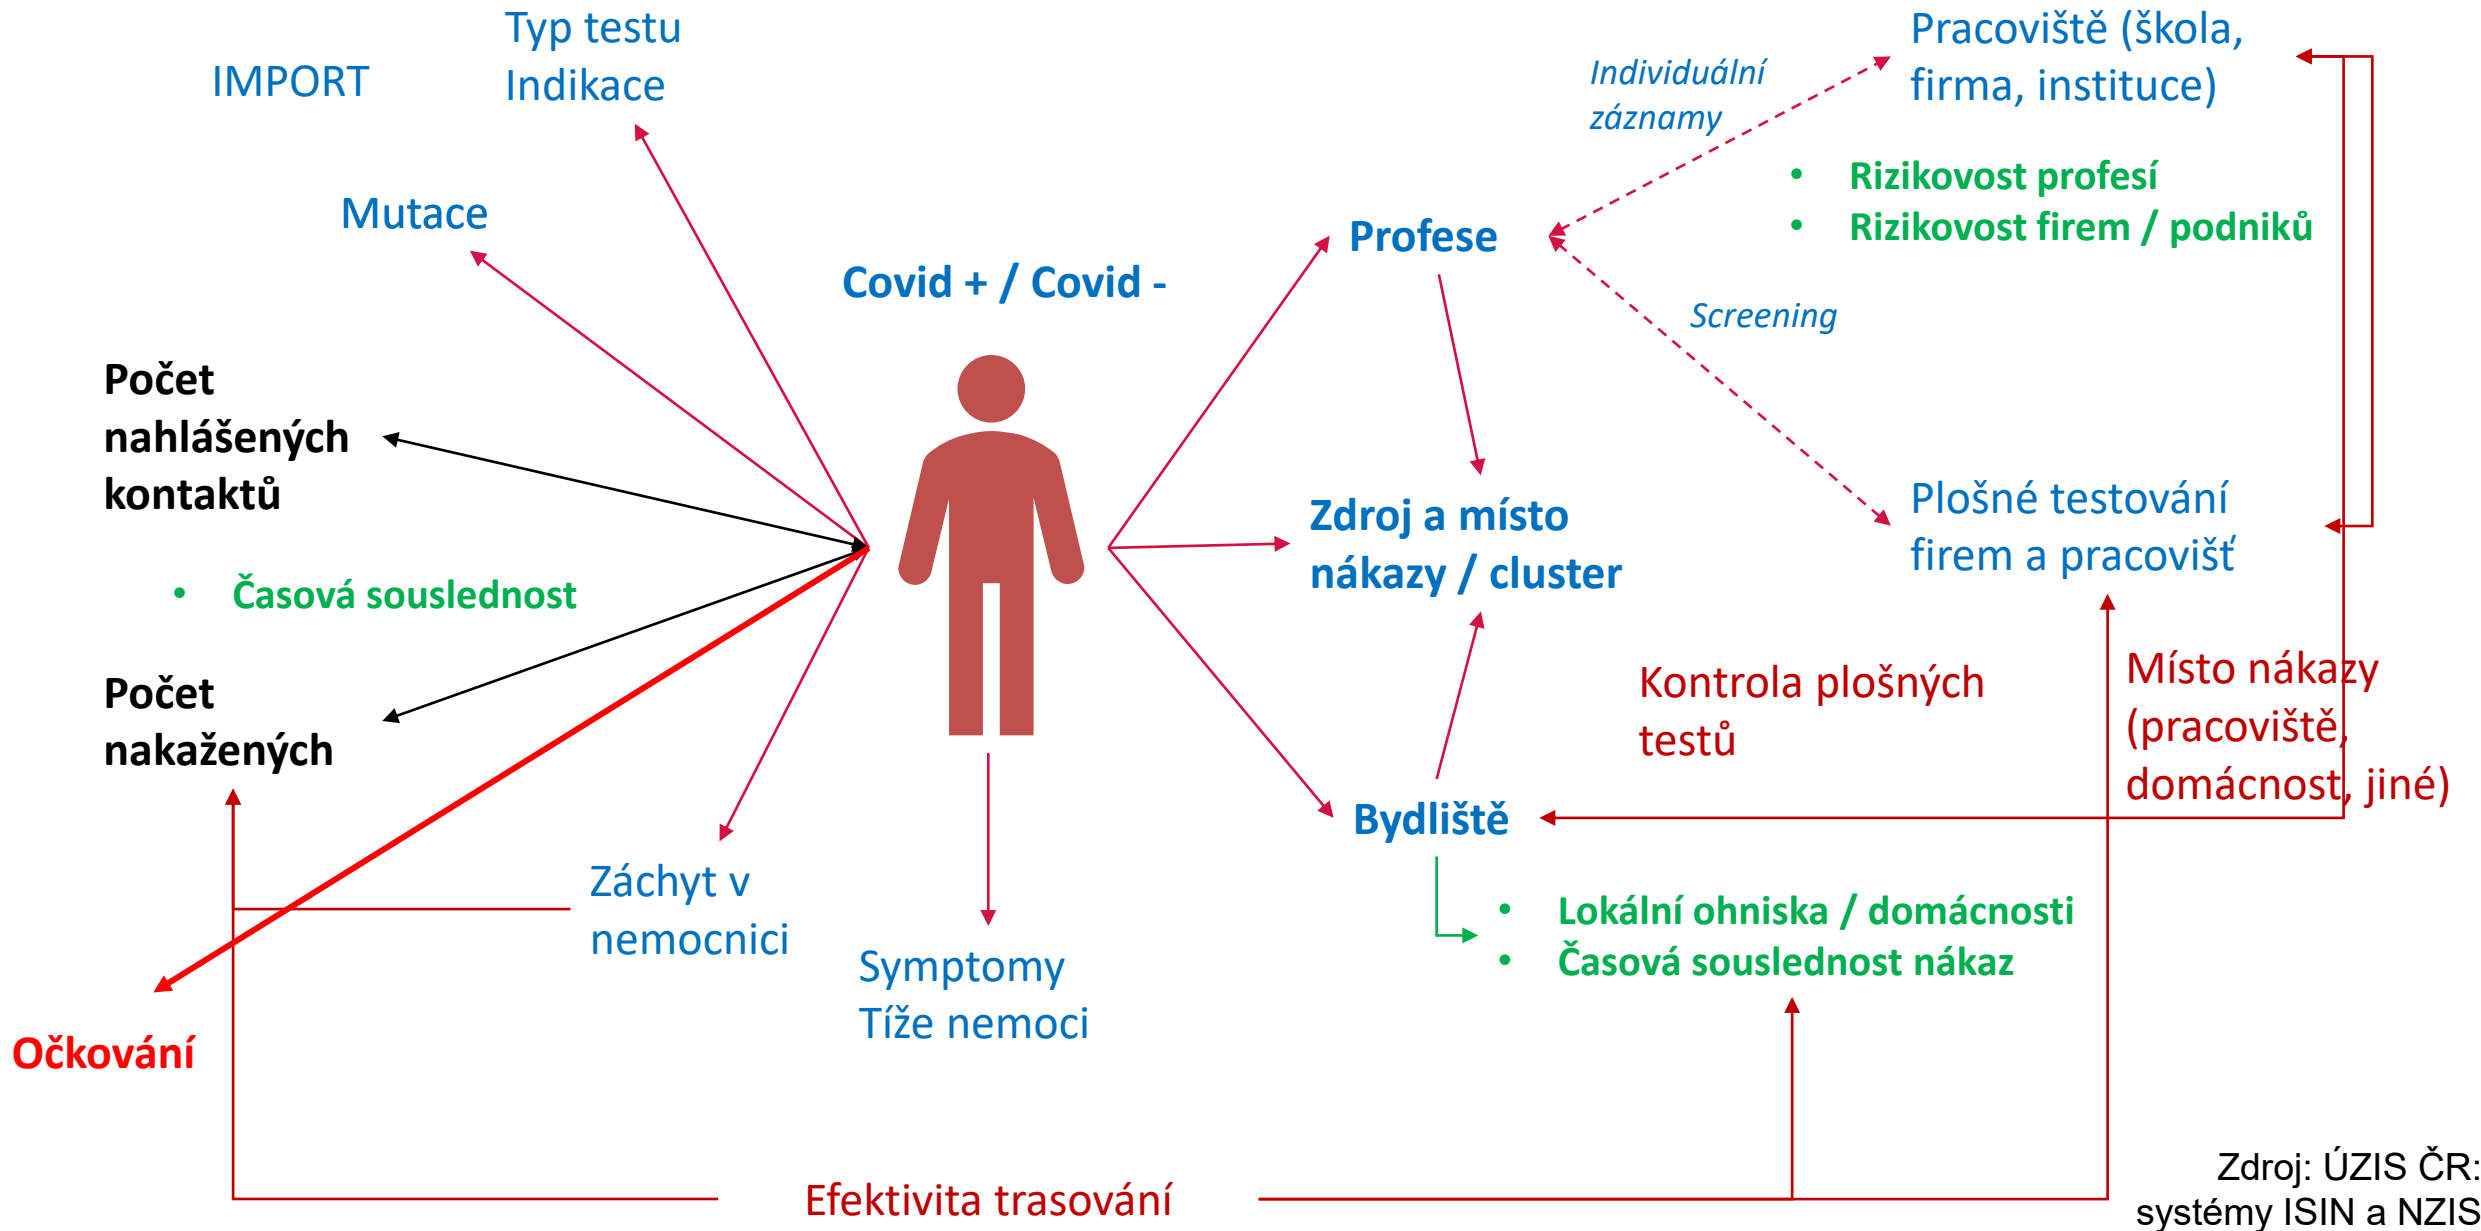 Typ testu
Indikace
IMPORT
Mutace
Covid + / Covid -
Počet
nahlášených
kontaktů
• Časová souslednost
Počet
nakažených
Očkování
Záchyt v
nemocnici
Symptomy
Tíže nemoci
Individuální
záznamy
Pracoviště (škola,
firma, instituce)
• Rizikovost profesí
• Rizikovost firem / podniků
Profese
Screening
Zdroj a místo
nákazy / cluster
Plošné testování
firem a pracovišť
Kontrola plošných
testů
Místo nákazy
(pracoviště,
domácnost, jiné)
Bydliště
• Lokální ohniska / domácnosti
• Časová souslednost nákaz
Efektivita trasování
Zdroj: ÚZIS ČR:
systémy ISIN a NZIS